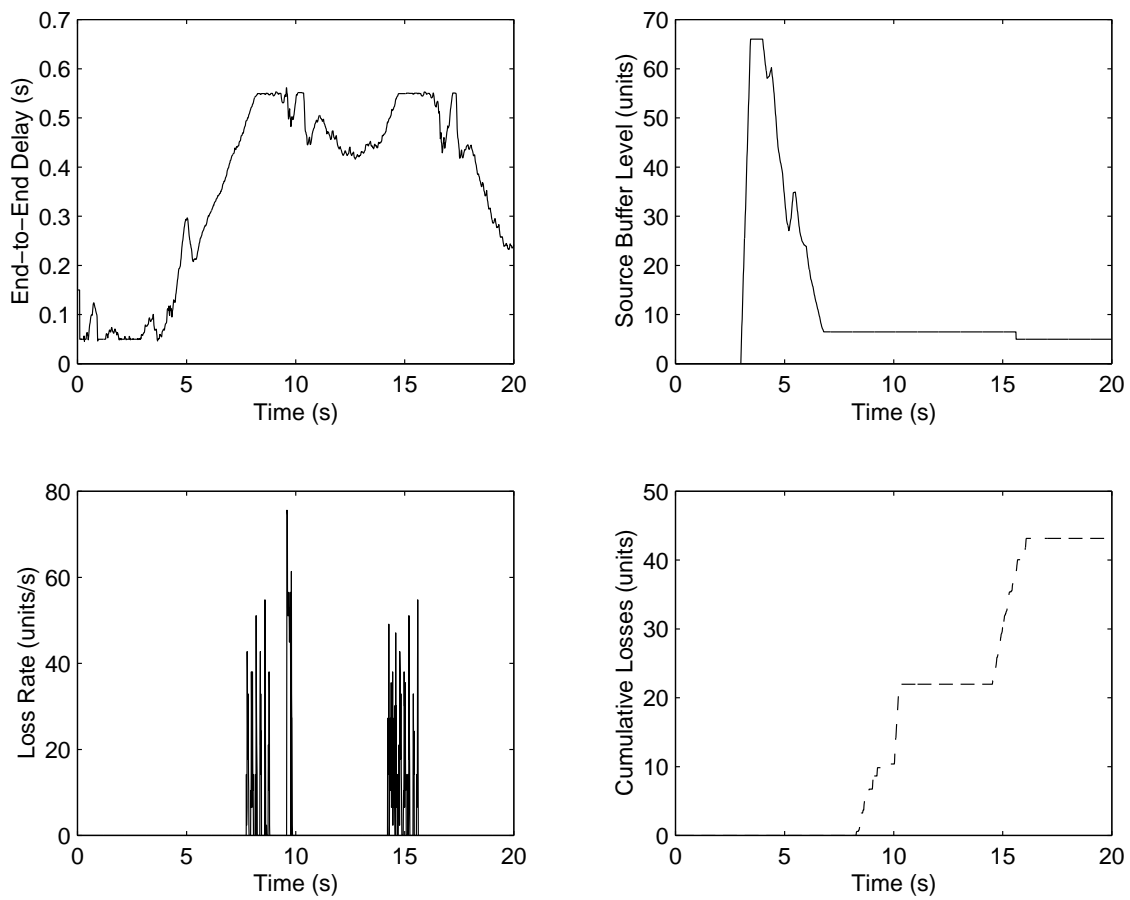 0.7
0.6
0.5
0.4
0.3
0.2
0.1
0
End−to−End Delay (s)
0 5 10 15 20
Time (s)
70
60
50
40
30
20
10
0
Source Buffer Level (units)
0 5 10 15 20
Time (s)
80
60
40
20
0
Loss Rate (units/s)
0 5 10 15 20
Time (s)
50
40
30
20
10
0
Cumulative Losses (units)
0 5 10 15 20
Time (s)